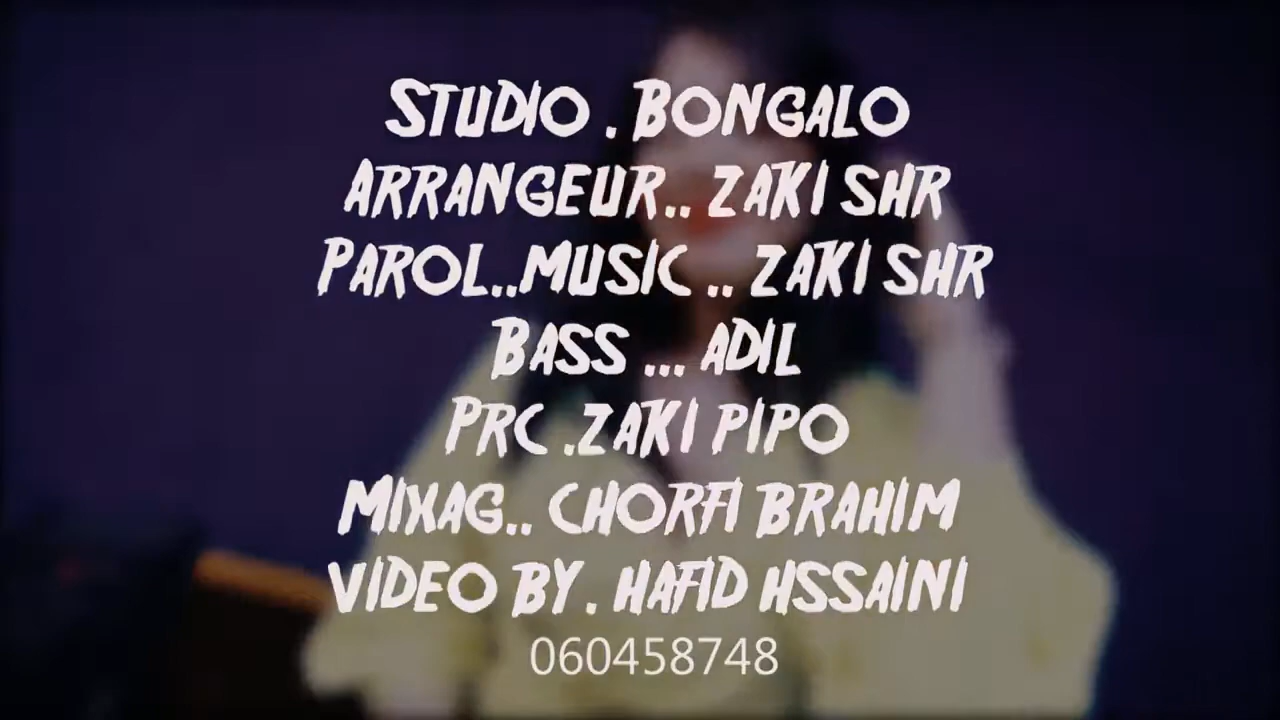 STUDIO . BONGALO
ARRANGEUR.. ZAKI SHR
PAROL..MUSIC .. ZAKI SHR
BASS ... ADIL
PRC .ZAKI PIPO
MIXAG.. CHORFI BRAHIM
VIDEO BY . HAFID HSSAINI
060458748